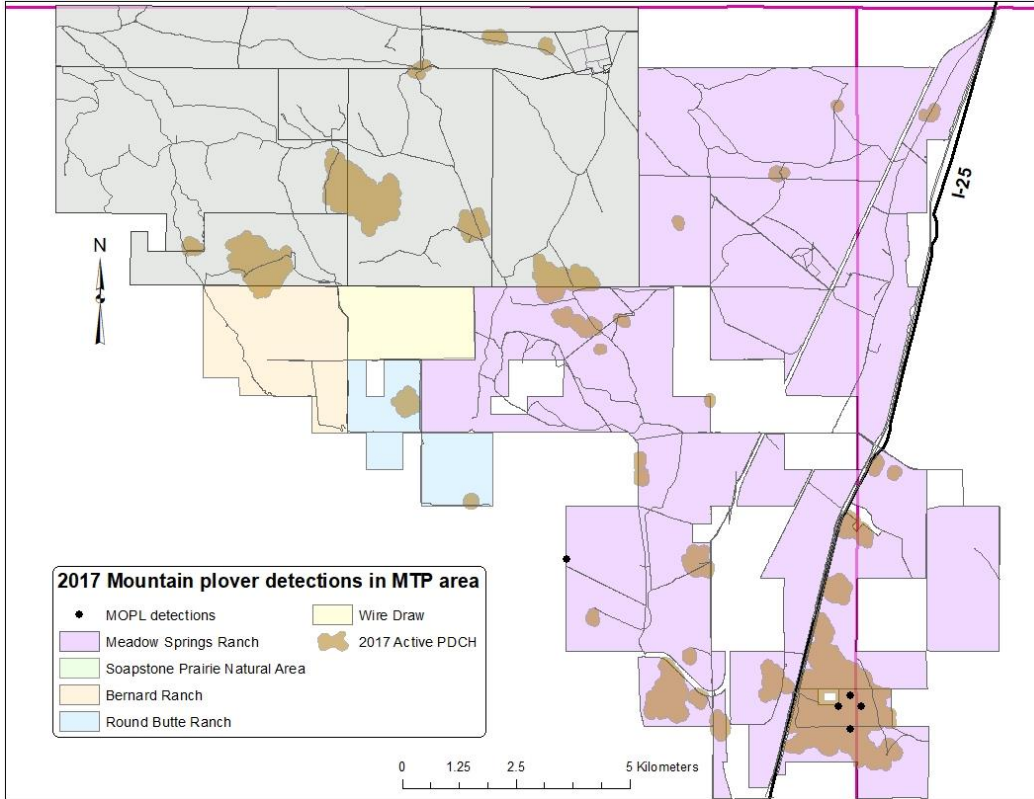 I-25
N
2017 Mountain plover detections in MTP area
MOPL detections
Wire Draw
Meadow Springs Ranch
2017 Active PDCH
Soapstone Prairie Natural Area
Bernard Ranch
Round Butte Ranch
0 1.25 2.5 5 Kilometers